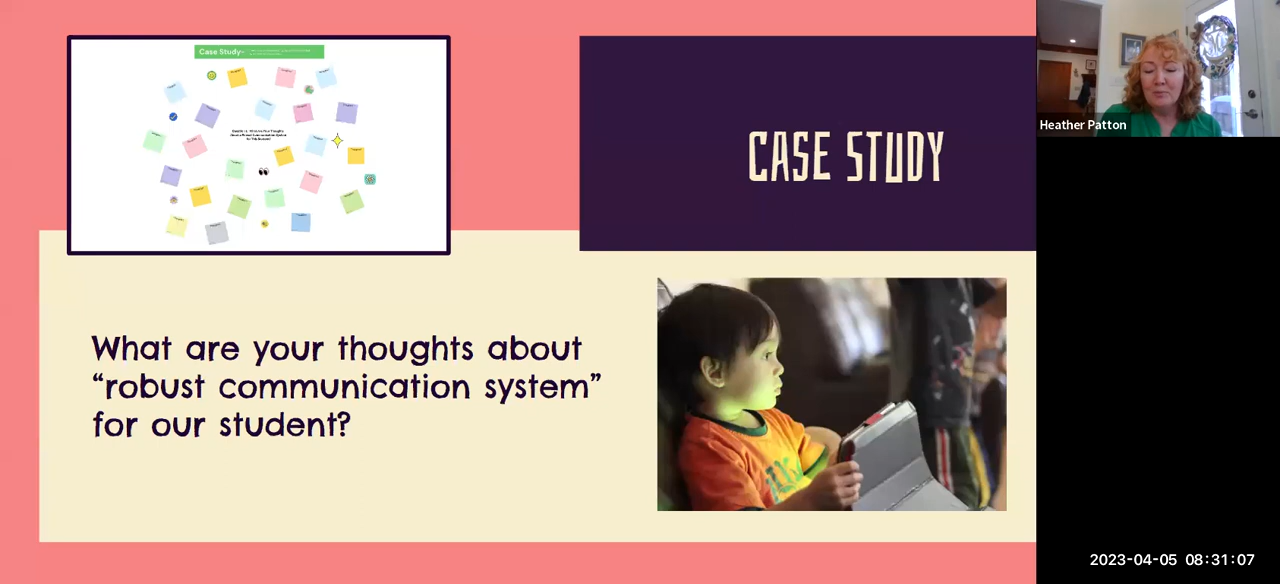 Case Study-
CASE STUDY
What are your thoughts about
“robust communication system”
for our student?
Heather Patton
2023-04-05 08:31:07